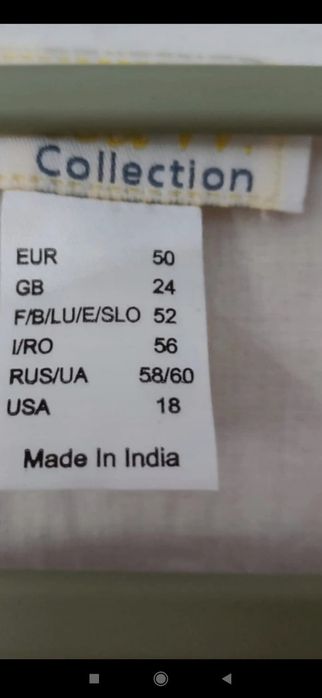 Collection
EUR 50
GB 24
F/B/LU/E/SLO 52
I/RO 56
RUS/UA 58/60
USA 18
Made In India